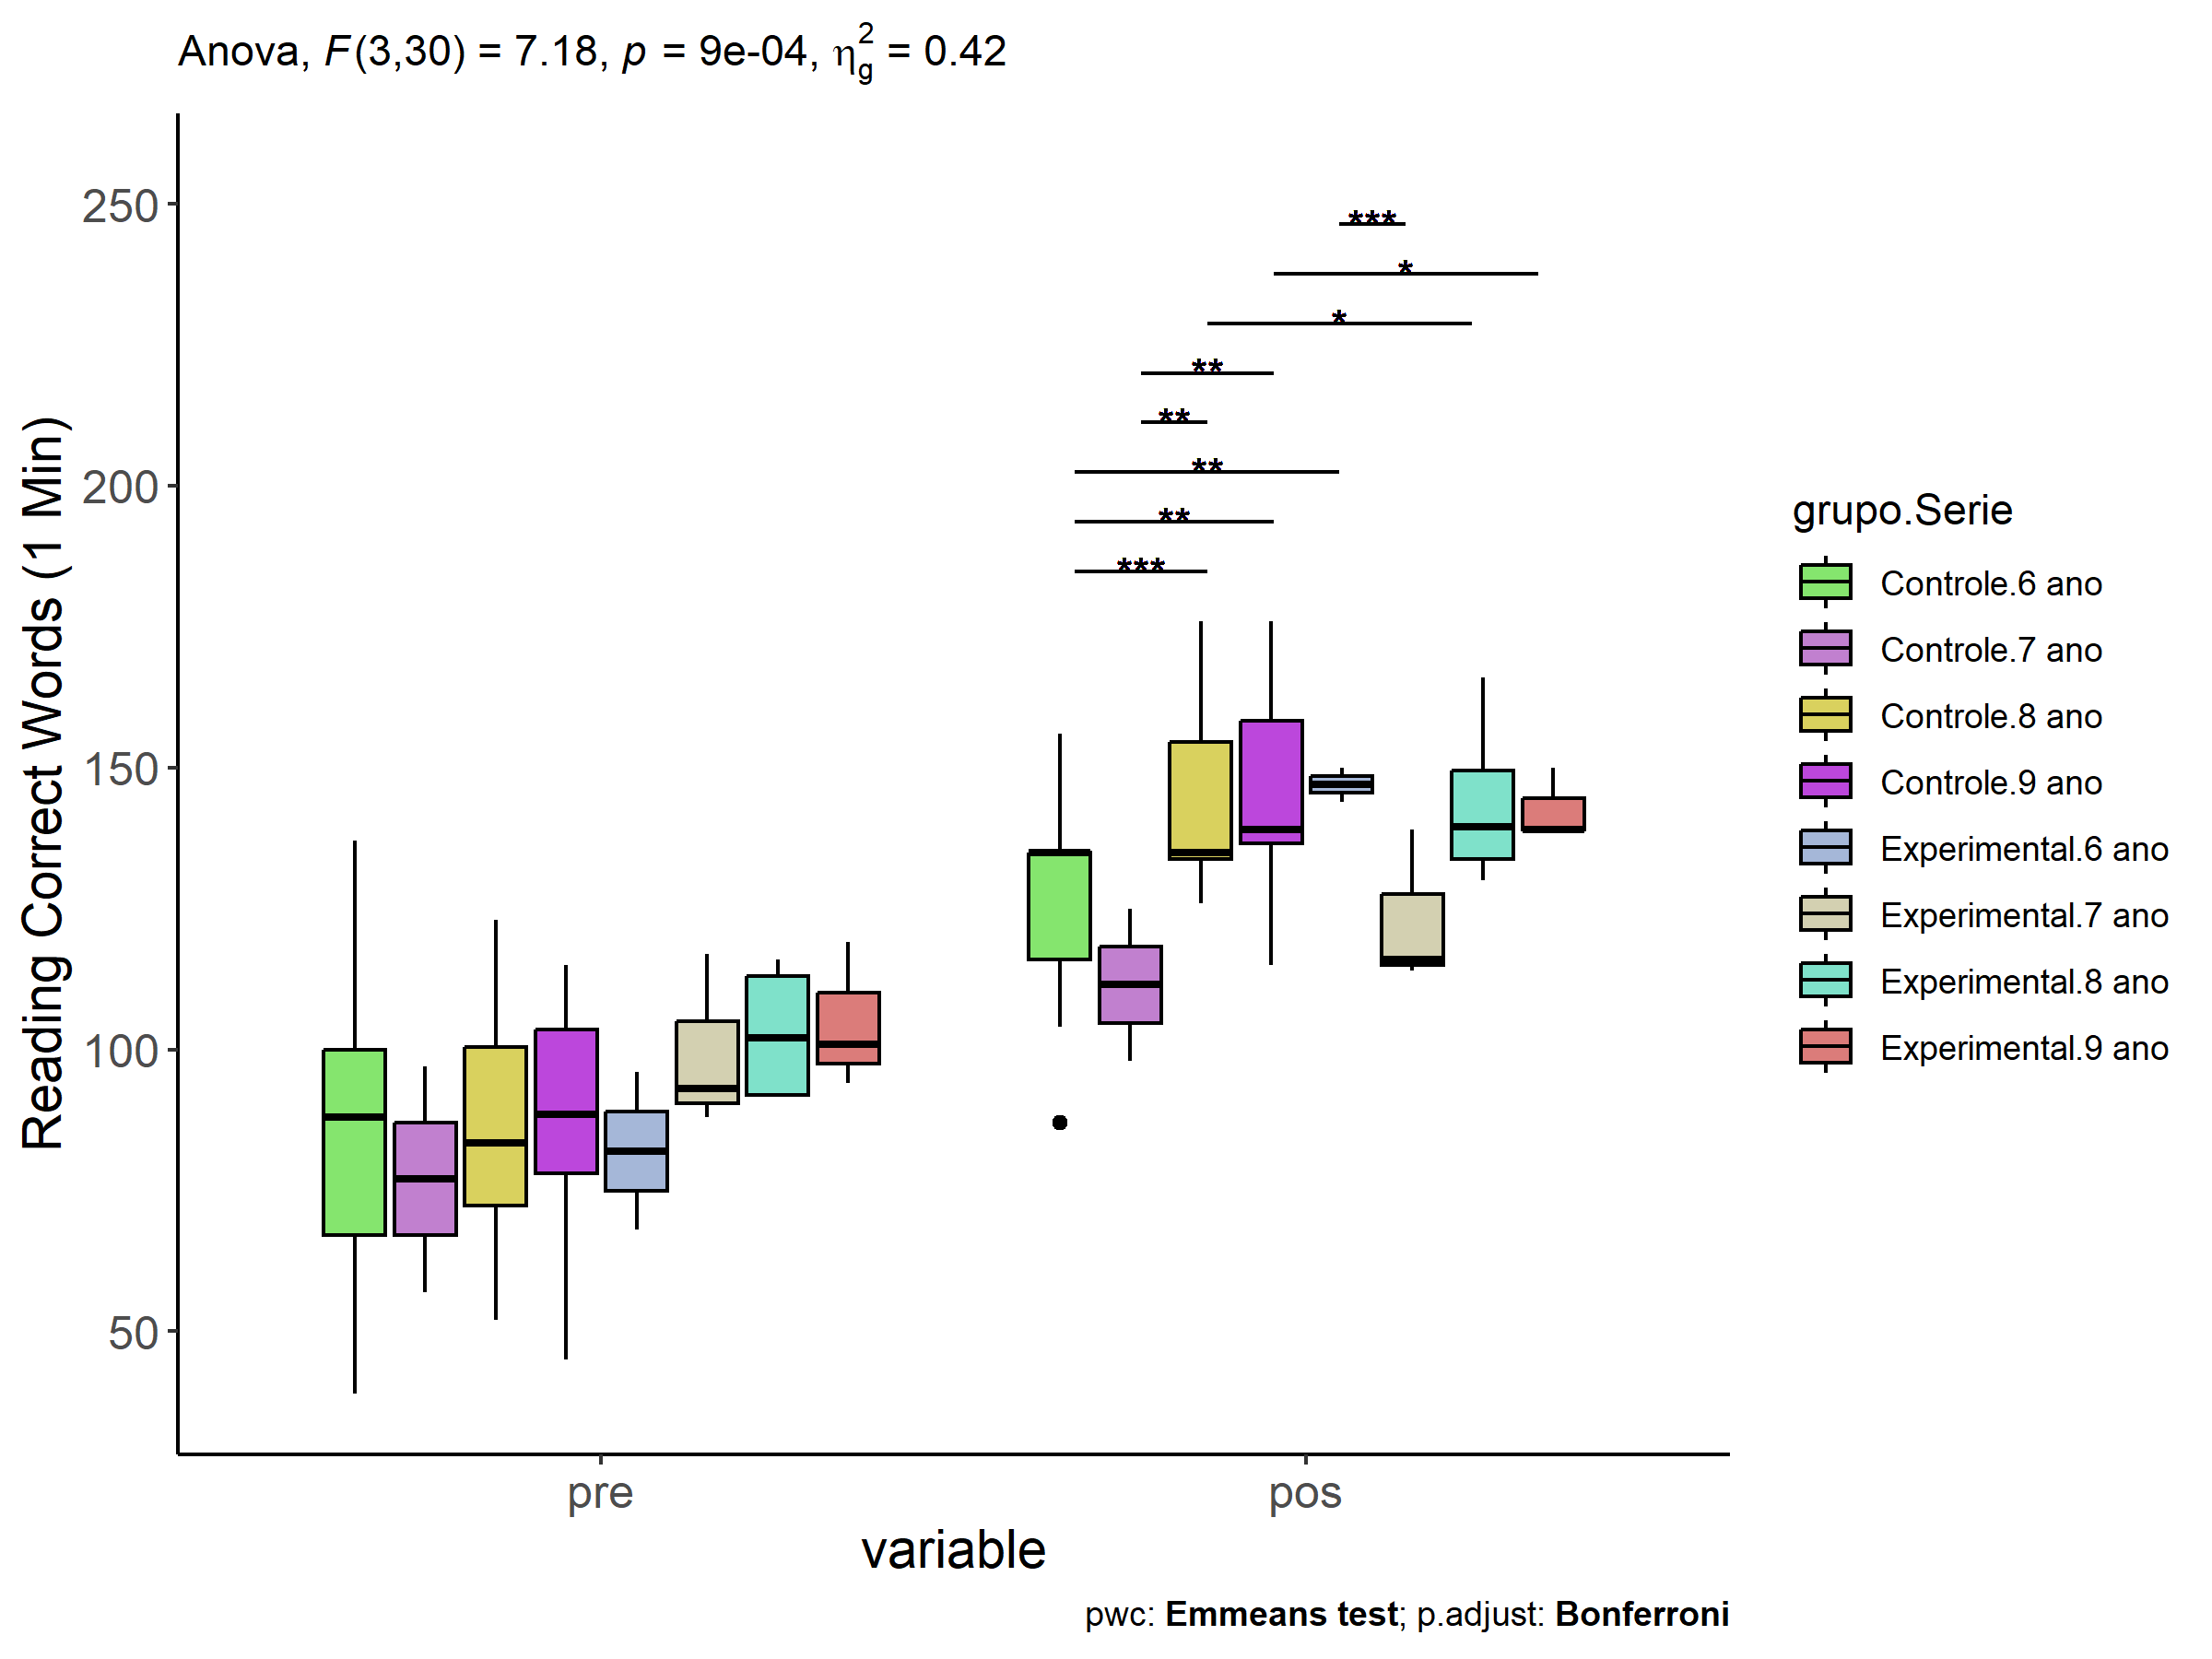 Anova, F(3,30) = 7.18, p = 9e-04, η²g = 0.42
Reading Correct Words (1 Min)
250
200
150
100
50
***
*
*
**
**
**
**
***
pre
pos
variable
pwc: Emmeans test; p.adjust: Bonferroni
grupo.Serie
Controle.6 ano
Controle.7 ano
Controle.8 ano
Controle.9 ano
Experimental.6 ano
Experimental.7 ano
Experimental.8 ano
Experimental.9 ano